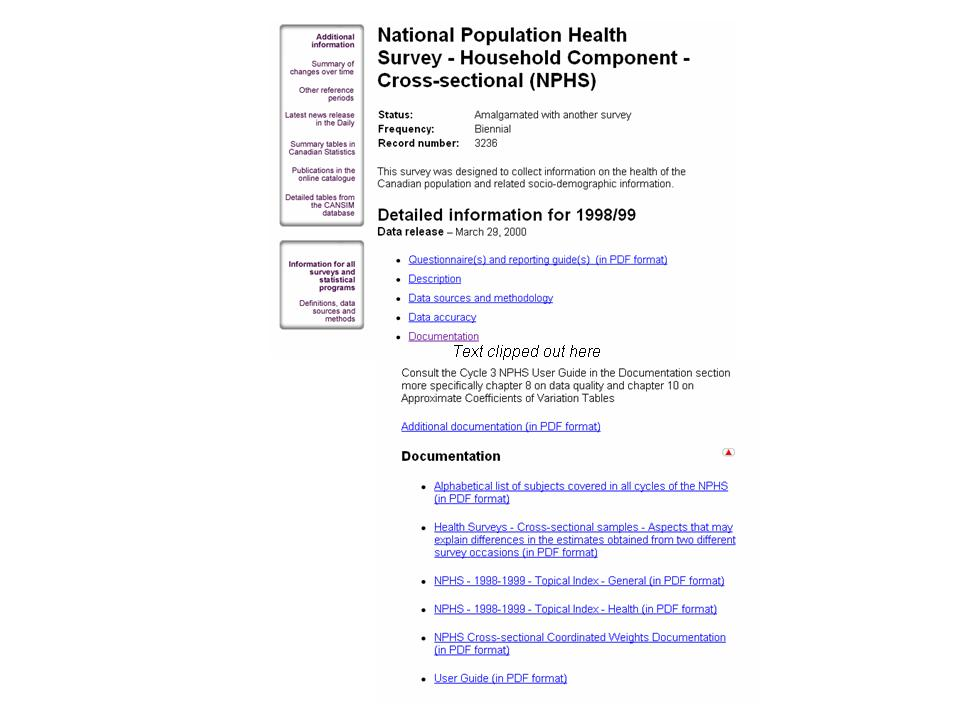 Additional
information
Summary of
changes over time
Other reference
periods
Latest news release
in the Daily
Summary tables in
Canadian Statistics
Publications in the
online catalogue
Detailed tables from
the CANSIM
database
Information for all
surveys and
statistical
programs
Definitions, data
sources and
methods
National Population Health
Survey - Household Component -
Cross-sectional (NPHS)
Status: Amalgamated with another survey
Frequency: Biennial
Record number: 3236
This survey was designed to collect information on the health of the
Canadian population and related socio-demographic information.
Detailed information for 1998/99
Data release – March 29, 2000
• Questionnaire(s) and reporting guide(s) (in PDF format)
• Description
• Data sources and methodology
• Data accuracy
• Documentation
Text clipped out here
Consult the Cycle 3 NPHS User Guide in the Documentation section
more specifically chapter 8 on data quality and chapter 10 on
Approximate Coefficients of Variation Tables
Additional documentation (in PDF format)
Documentation
• Alphabetical list of subjects covered in all cycles of the NPHS
(in PDF format)
• Health Surveys - Cross-sectional samples - Aspects that may
explain differences in the estimates obtained from two different
survey occasions (in PDF format)
• NPHS - 1998-1999 - Topical Index - General (in PDF format)
• NPHS - 1998-1999 - Topical Index - Health (in PDF format)
• NPHS Cross-sectional Coordinated Weights Documentation
(in PDF format)
• User Guide (in PDF format)